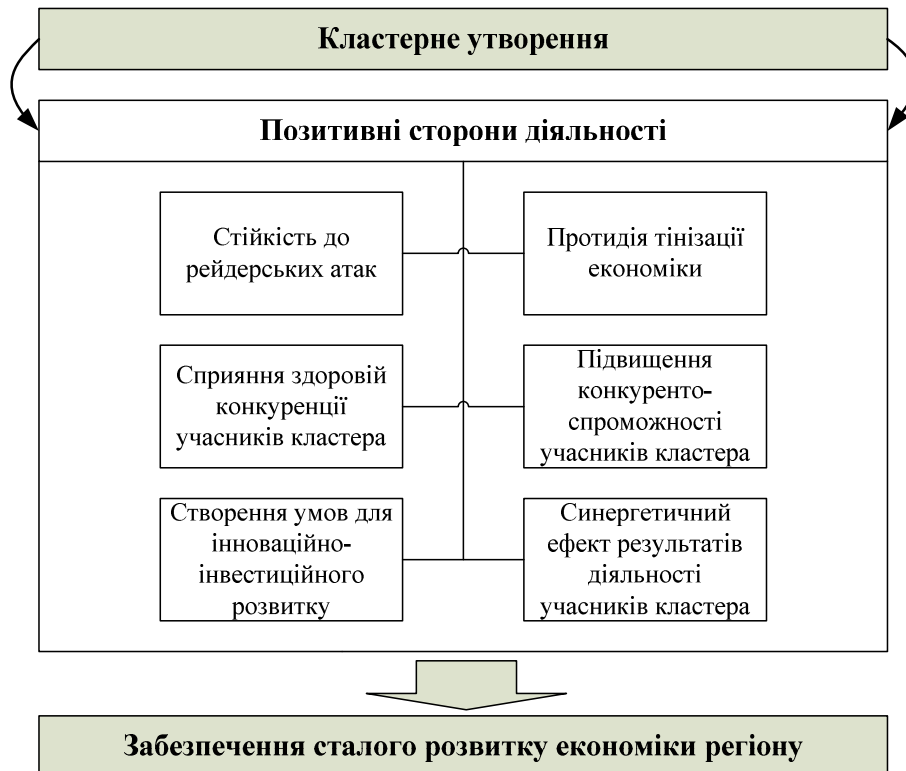 Кластерне утворення
Позитивні сторони діяльності
Стійкість до
рейдерських атак
Протидія тінізації
економіки
Сприяння здоровій
конкуренції
учасників кластера
Підвищення
конкуренто-
спроможності
учасників кластера
Створення умов для
інноваційно-
інвестиційного
розвитку
Синергетичний
ефект результатів
діяльності
учасників кластера
Забезпечення сталого розвитку економіки регіону